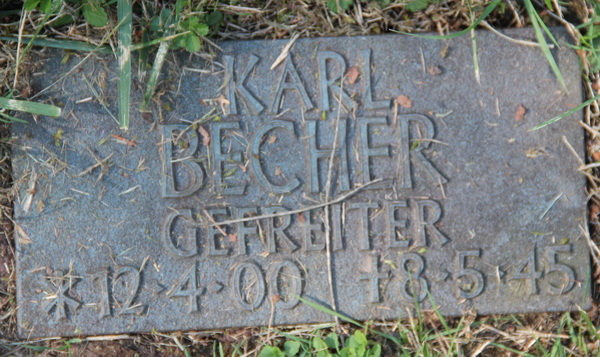 KARL
BECHER
GEFREITER
* 12·4·00 †8·5·45